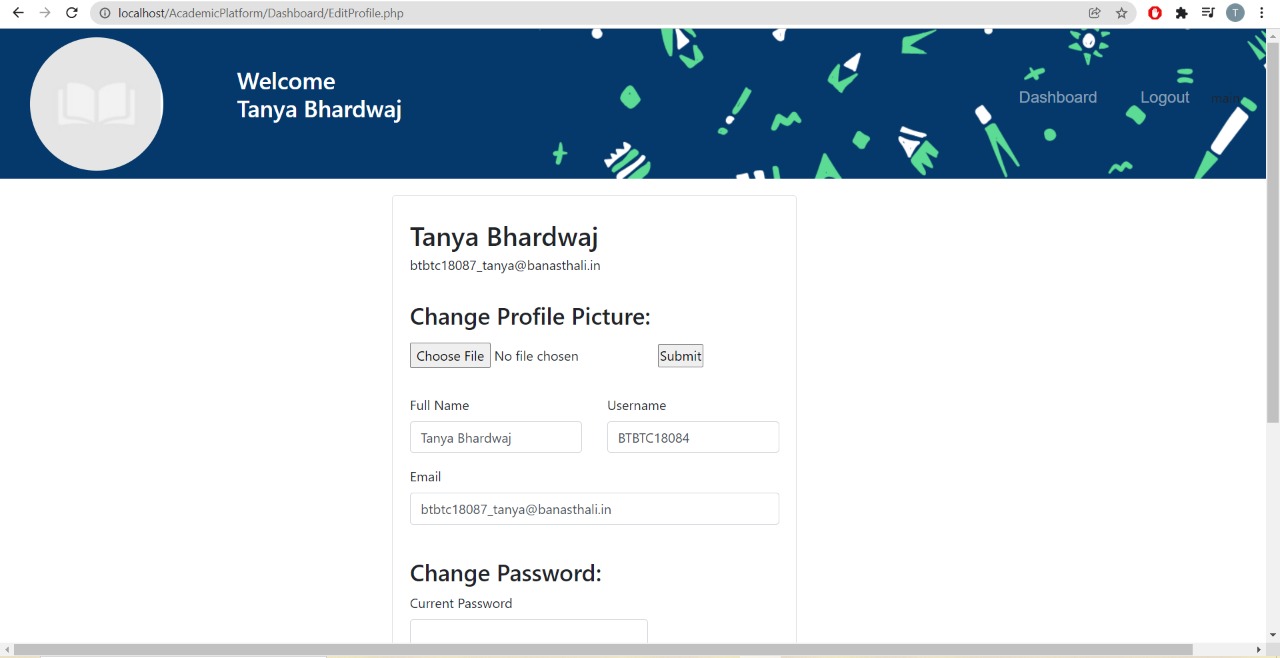 localhost/AcademicPlatform/Dashboard/EditProfile.php
T
Welcome
Tanya Bhardwaj
Dashboard Logout main
Tanya Bhardwaj
btbtc18087_tanya@banasthali.in
Change Profile Picture:
Choose File No file chosen Submit
Full Name Username
Tanya Bhardwaj BTBTC18084
Email
btbtc18087_tanya@banasthali.in
Change Password:
Current Password